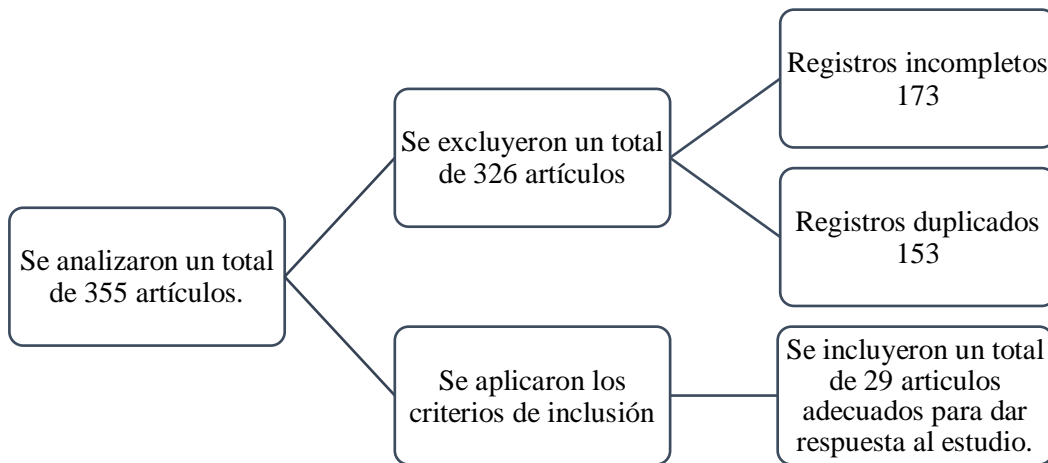 Se analizaron un total
de 355 artículos.
Se excluyeron un total
de 326 artículos
Registros incompletos
173
Registros duplicados
153
Se aplicaron los
criterios de inclusión
Se incluyeron un total
de 29 articulos
adecuados para dar
respuesta al estudio.